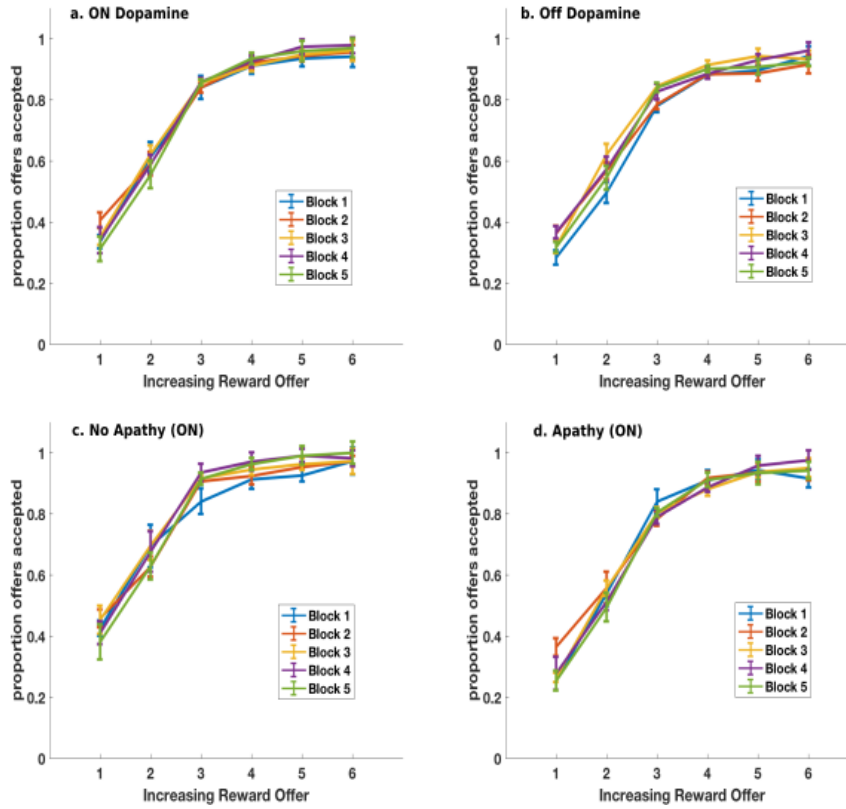 a. ON Dopamine
1
0.8
0.6
0.4
0.2
0
proportion offers accepted
Block 1
Block 2
Block 3
Block 4
Block 5
1 2 3 4 5 6
Increasing Reward Offer
b. Off Dopamine
1
0.8
0.6
0.4
0.2
0
proportion offers accepted
Block 1
Block 2
Block 3
Block 4
Block 5
1 2 3 4 5 6
Increasing Reward Offer
c. No Apathy (ON)
1
0.8
0.6
0.4
0.2
0
proportion offers accepted
Block 1
Block 2
Block 3
Block 4
Block 5
1 2 3 4 5 6
Increasing Reward Offer
d. Apathy (ON)
1
0.8
0.6
0.4
0.2
0
proportion offers accepted
Block 1
Block 2
Block 3
Block 4
Block 5
1 2 3 4 5 6
Increasing Reward Offer